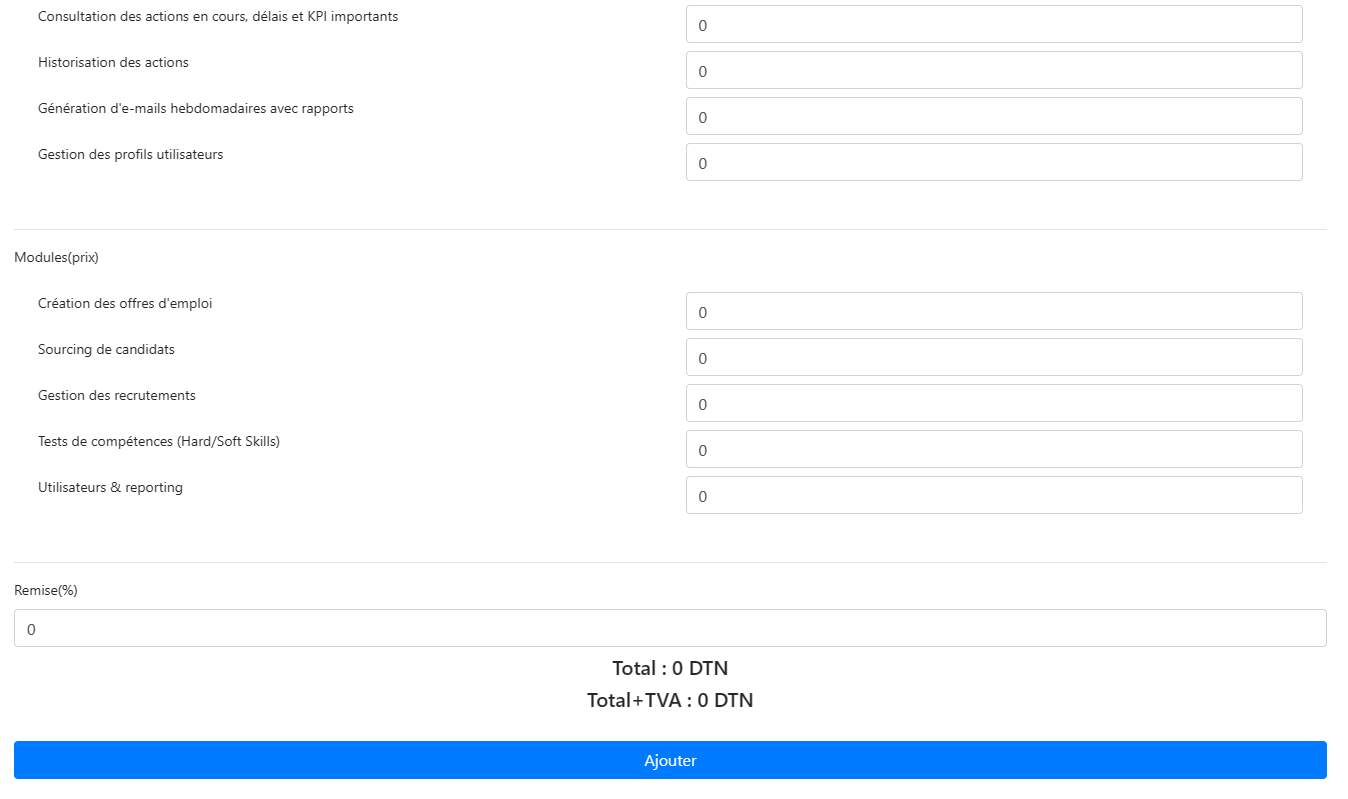 Consultation des actions en cours, délais et KPI importants
0
Historisation des actions
0
Génération d'e-mails hebdomadaires avec rapports
0
Gestion des profils utilisateurs
0
Modules(prix)
Création des offres d'emploi
0
Sourcing de candidats
0
Gestion des recrutements
0
Tests de compétences (Hard/Soft Skills)
0
Utilisateurs & reporting
0
Remise(%)
0
Total : 0 DTN
Total+TVA : 0 DTN
Ajouter